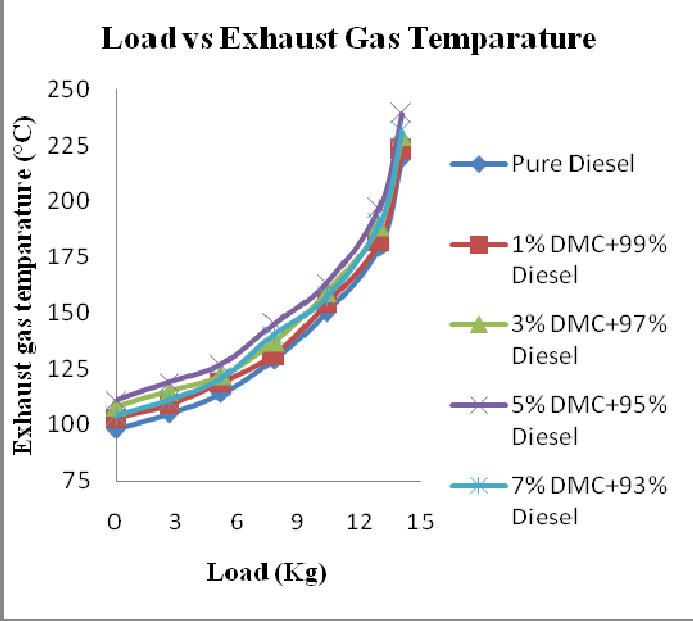 Load vs Exhaust Gas Temparature
Exhaust gas temparature (°C)
250
225
200
175
150
125
100
75
0 3 6 9 12 15
Load (Kg)
Pure Diesel
1% DMC+99%
Diesel
3% DMC+97%
Diesel
5% DMC+95%
Diesel
7% DMC+93%
Diesel